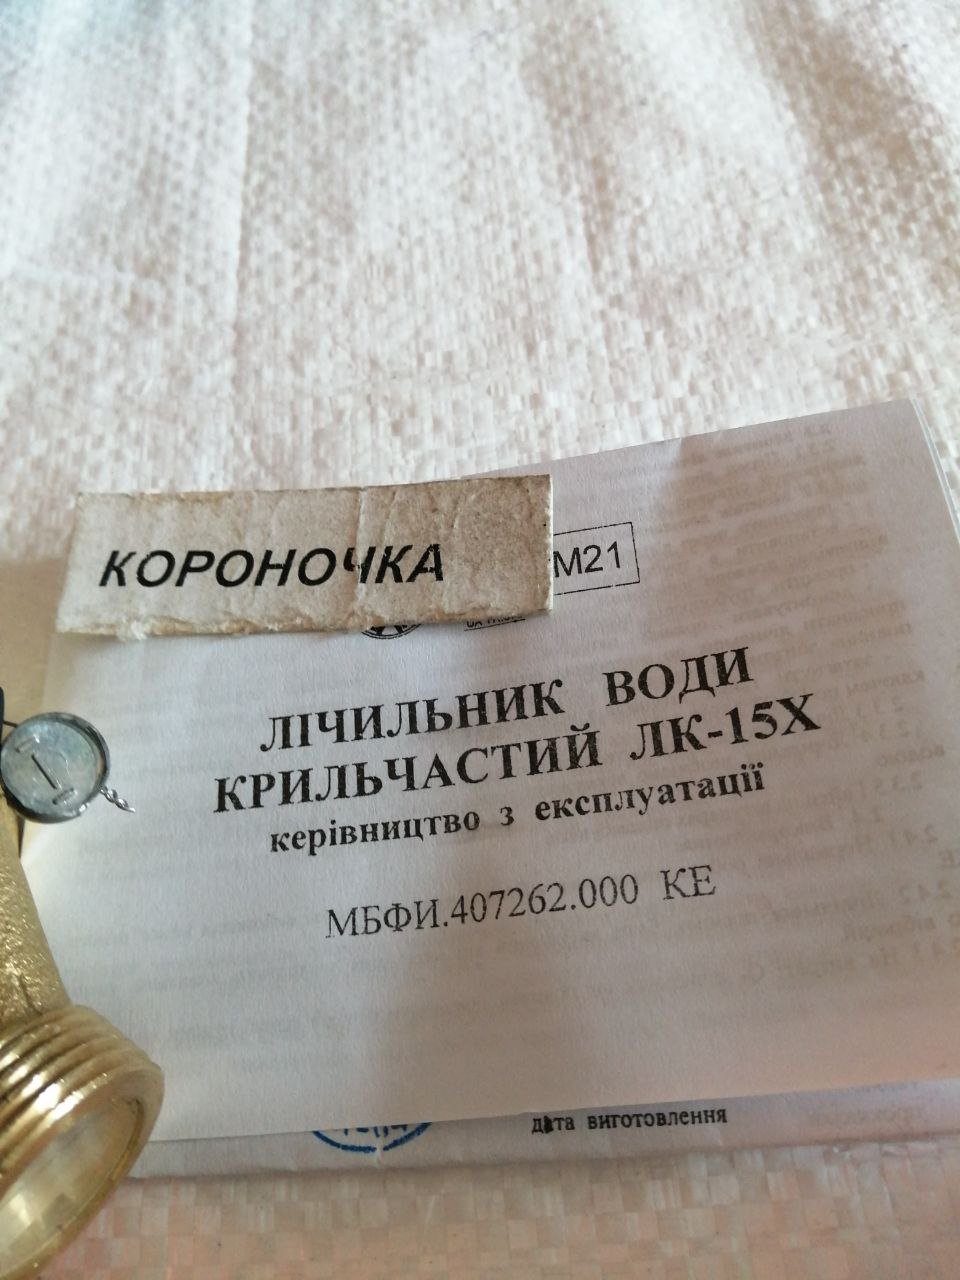 КОРОНОЧКА
М21
ЛІЧИЛЬНИК ВОДИ
КРИЛЬЧАСТИЙ ЛК-15Х
керівництво з експлуатації
МБФИ.407262.000 КЕ
дата виготовлення